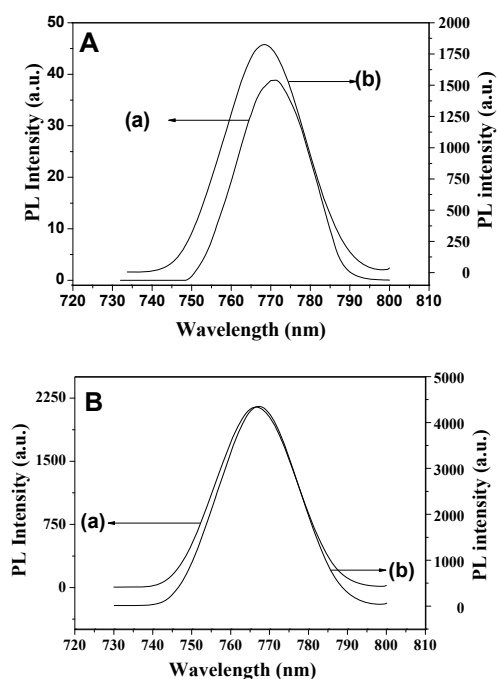 A
50
40
30
20
10
0
PL Intensity (a.u.)
2000
1750
1500
1250
1000
750
500
250
0
PL intensity (a.u.)
(a)
(b)
720 730 740 750 760 770 780 790 800 810
Wavelength (nm)
B
2250
1500
750
0
PL Intensity (a.u.)
5000
4000
3000
2000
1000
0
PL intensity (a.u.)
(a)
(b)
720 730 740 750 760 770 780 790 800 810
Wavelength (nm)